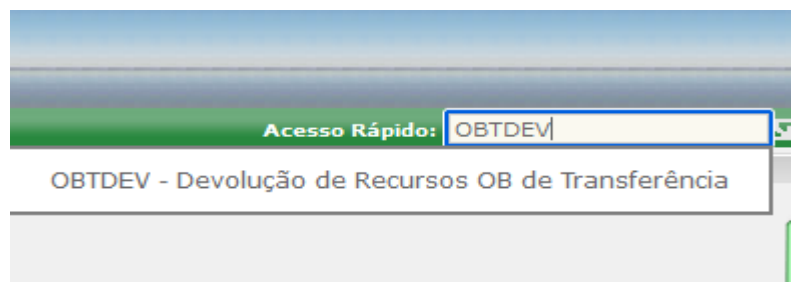 Acesso Rápido: OBTDEV
OBTDEV - Devolução de Recursos OB de Transferência